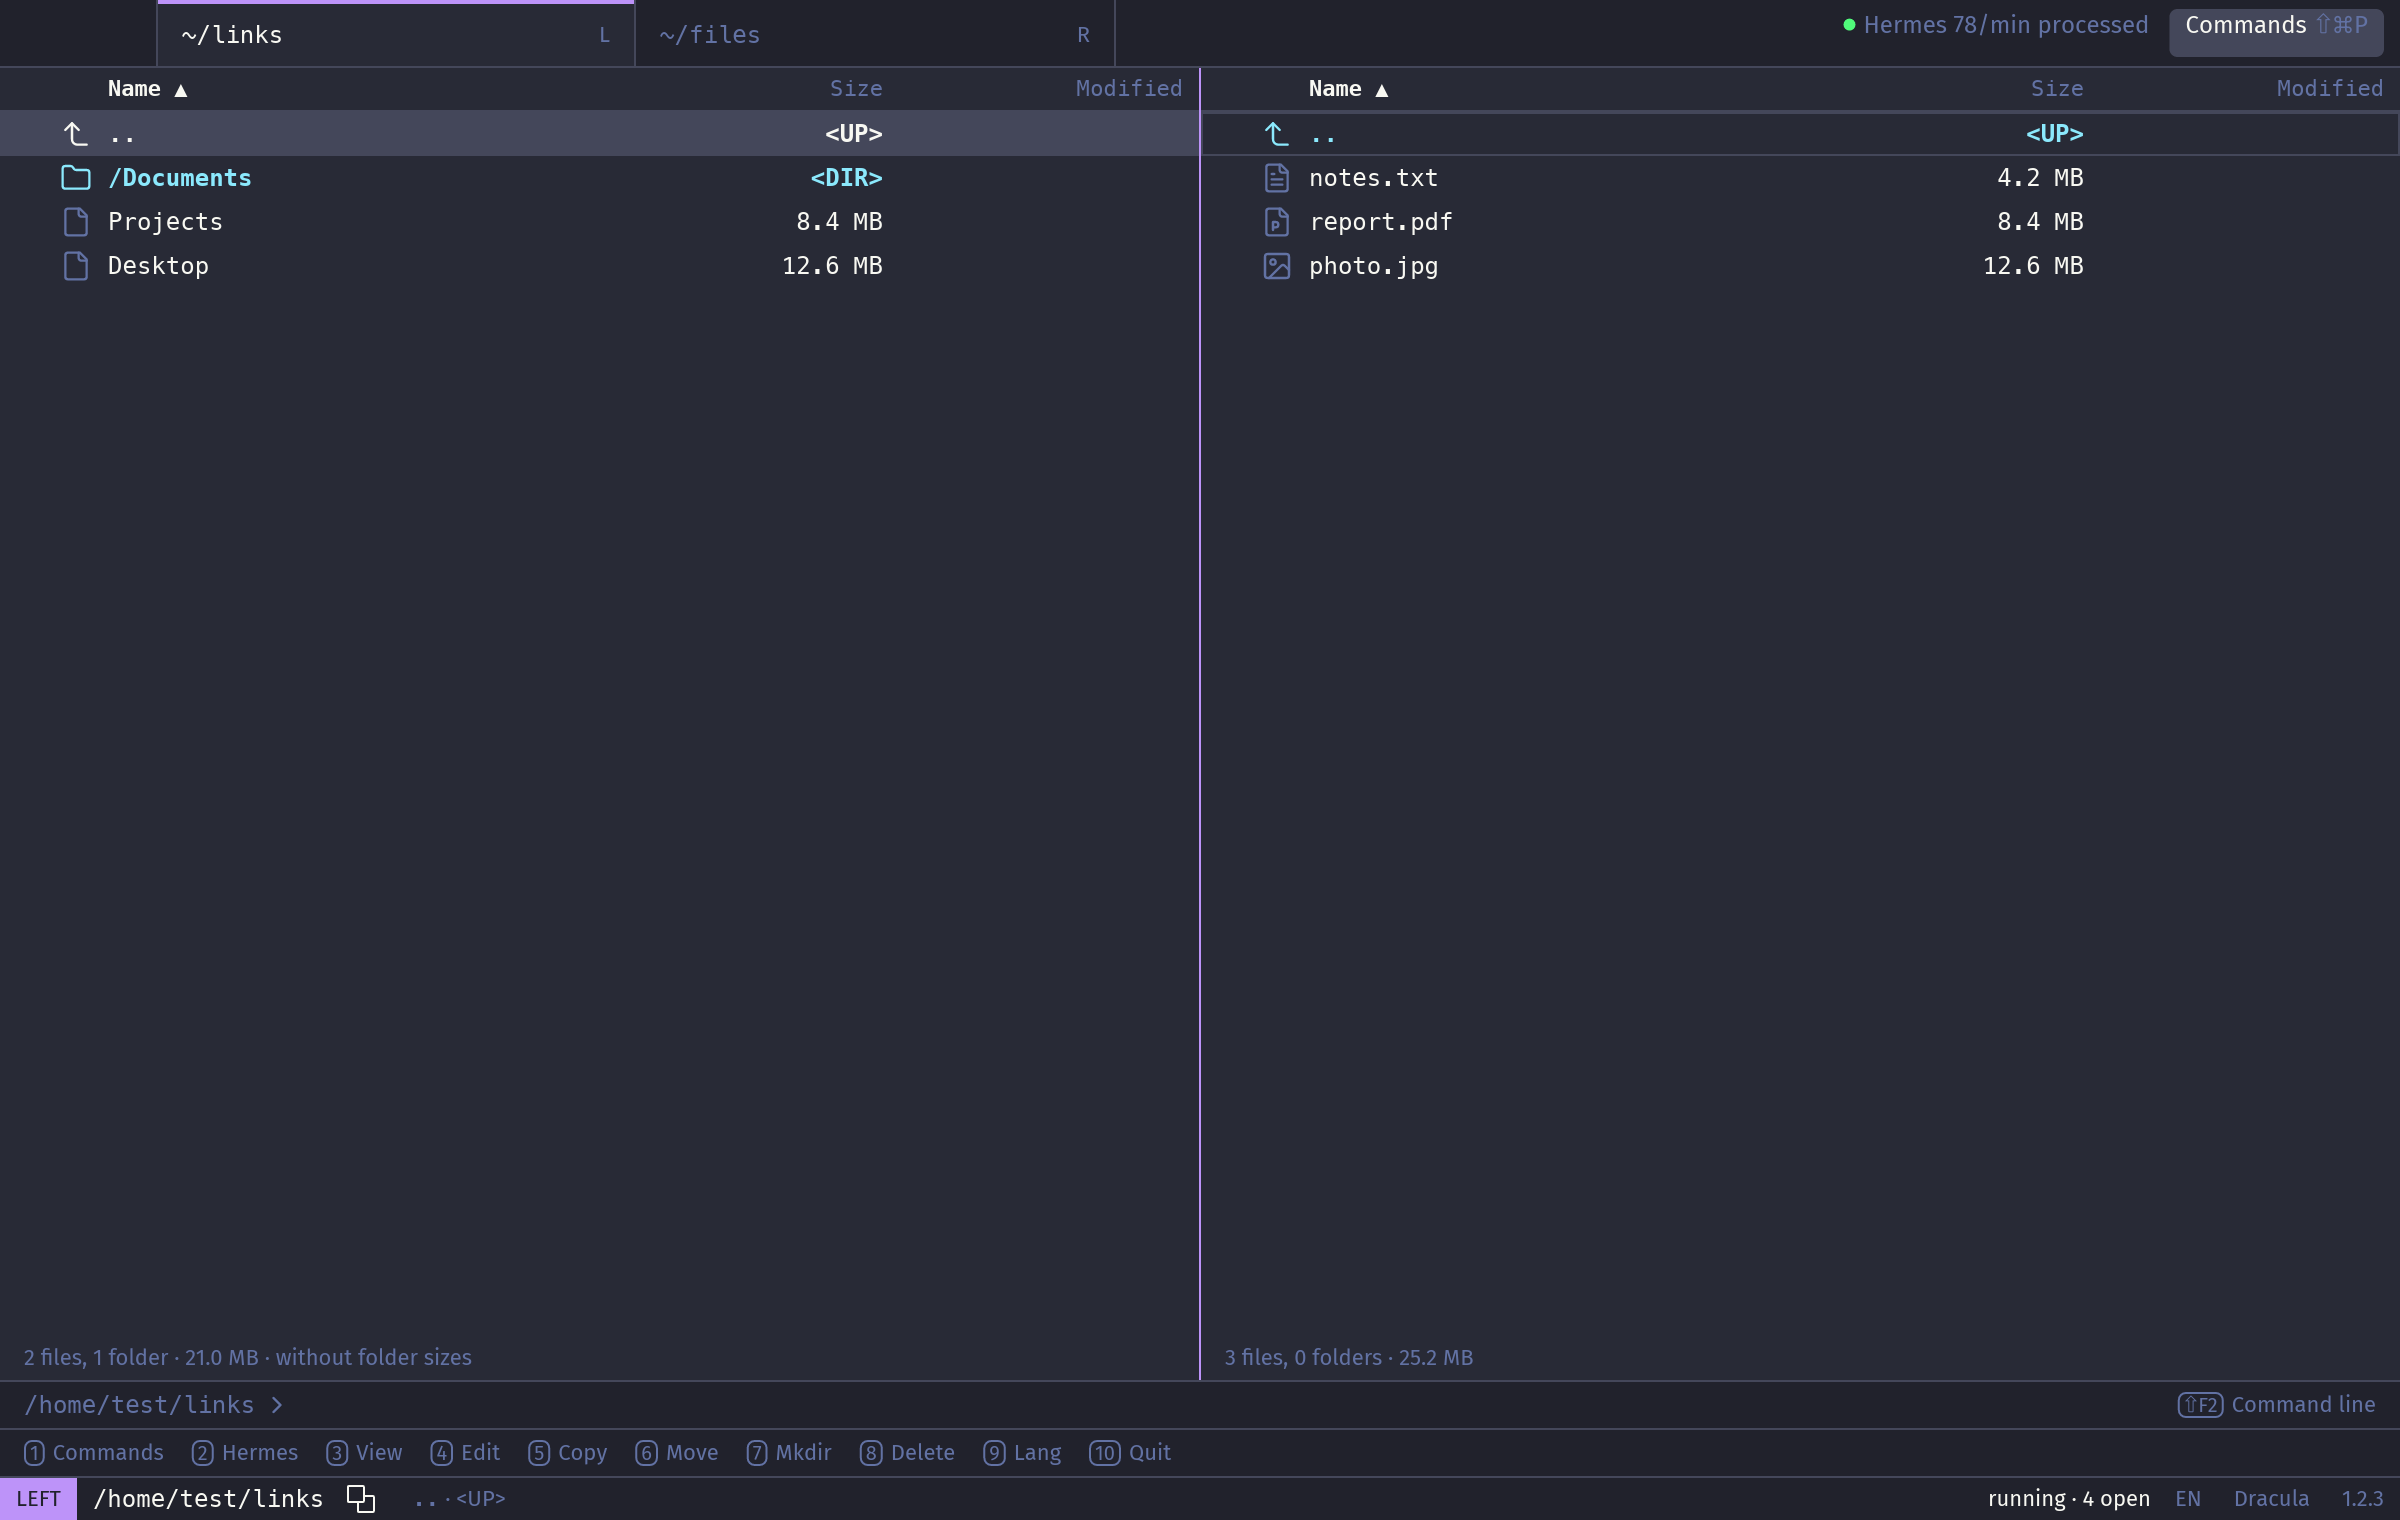 ~/links L ~/files R Hermes 78/min processed Commands ⇧⌘P
Name ▲ Size Modified Name ▲ Size Modified
.. <UP> .. <UP>
/Documents <DIR> notes.txt 4.2 MB
Projects 8.4 MB report.pdf 8.4 MB
Desktop 12.6 MB photo.jpg 12.6 MB
2 files, 1 folder · 21.0 MB · without folder sizes 3 files, 0 folders · 25.2 MB
/home/test/links > ⇧F2 Command line
1 Commands 2 Hermes 3 View 4 Edit 5 Copy 6 Move 7 Mkdir 8 Delete 9 Lang 10 Quit
LEFT /home/test/links .. · <UP> running · 4 open EN Dracula 1.2.3